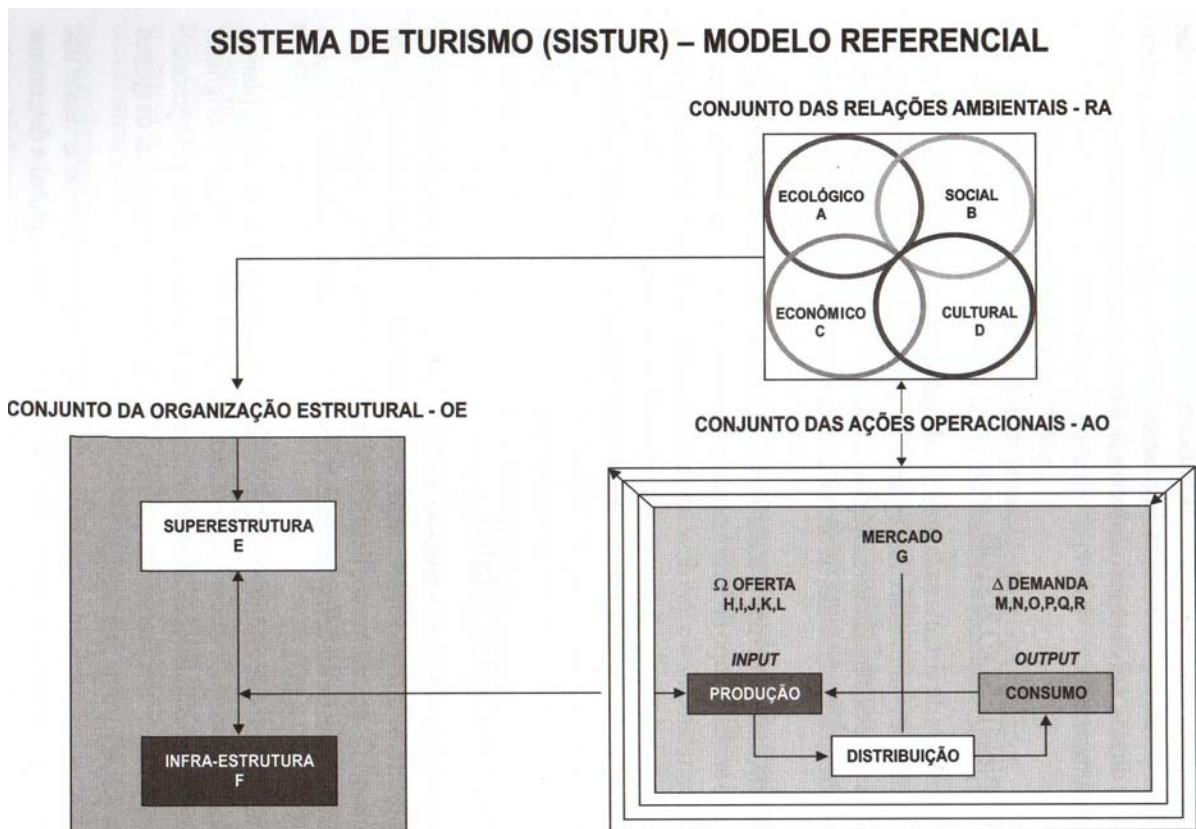 SISTEMA DE TURISMO (SISTUR) – MODELO REFERENCIAL
CONJUNTO DAS RELAÇÕES AMBIENTAIS - RA
ECOLÓGICO
A
SOCIAL
B
ECONÔMICO
C
CULTURAL
D
CONJUNTO DA ORGANIZAÇÃO ESTRUTURAL - OE
SUPERESTRUTURA
E
INFRA-ESTRUTURA
F
CONJUNTO DAS AÇÕES OPERACIONAIS - AO
MERCADO
G
Ω OFERTA
H,I,J,K,L
Δ DEMANDA
M,N,O,P,Q,R
INPUT
PRODUÇÃO
OUTPUT
CONSUMO
DISTRIBUIÇÃO